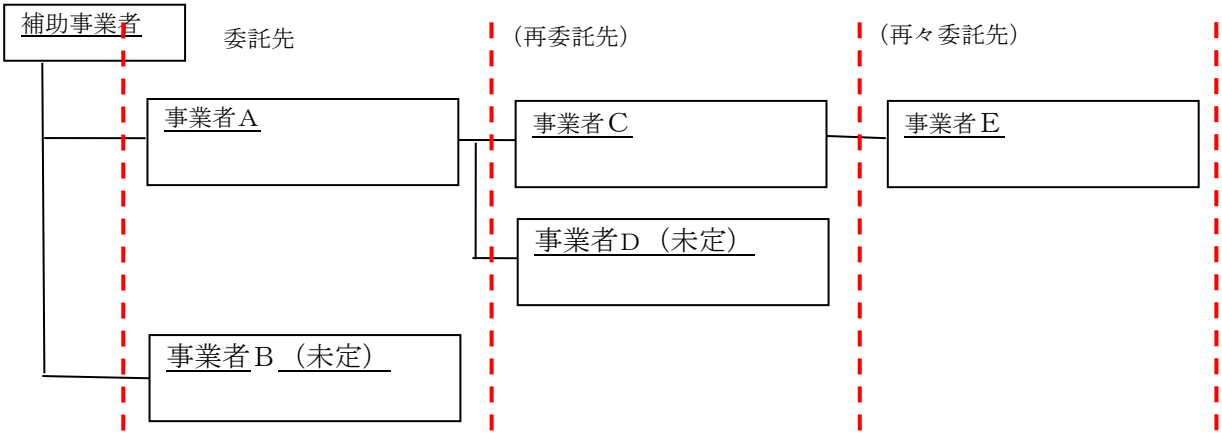 補助事業者
委託先
(再委託先)
(再々委託先)
事業者A
事業者C
事業者E
事業者D(未定)
事業者B(未定)